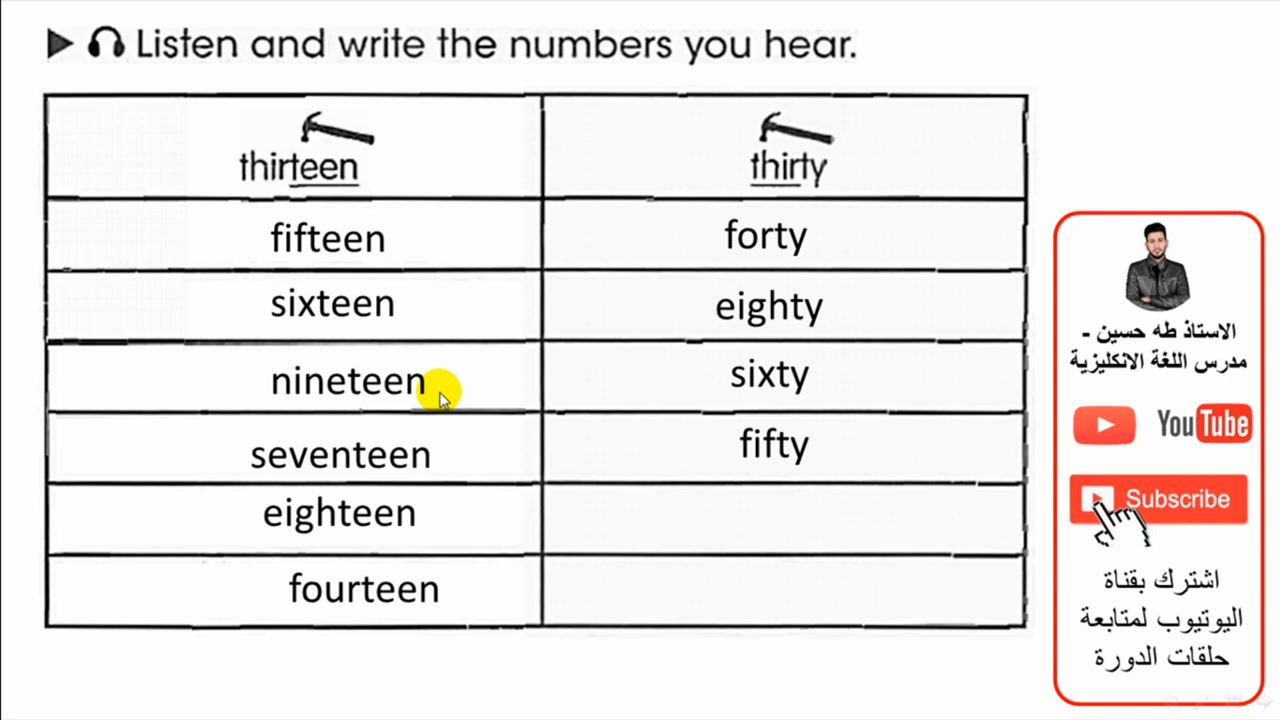 Listen and write the numbers you hear.
thirteen
thirty
fifteen
forty
sixteen
eighty
nineteen
sixty
seventeen
fifty
eighteen
fourteen
الاستاذ طه حسين -
مدرس اللغة الانكليزية
YouTube
Subscribe
اشترك بقناة
اليوتيوب لمتابعة
حلقات الدورة